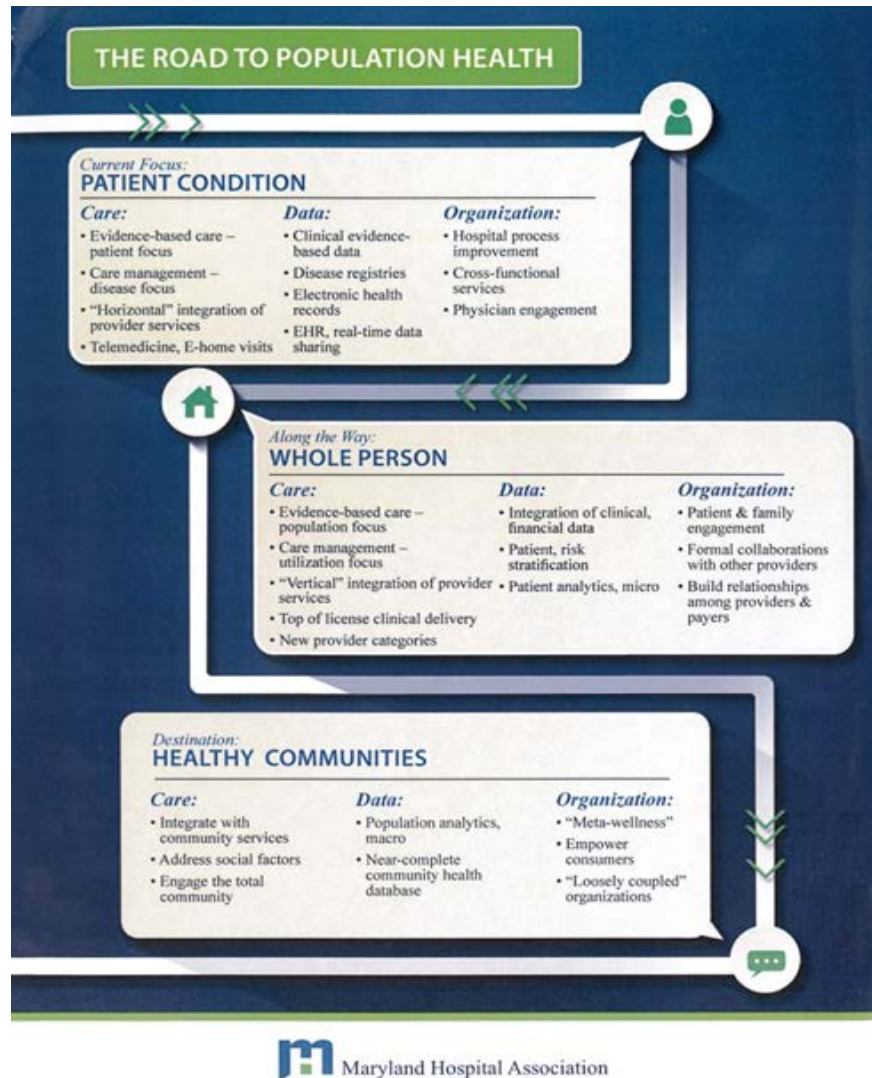 THE ROAD TO POPULATION HEALTH
Current Focus:
PATIENT CONDITION
Care:
• Evidence-based care –
patient focus
• Care management –
disease focus
• "Horizontal" integration of
provider services
• Telemedicine, E-home visits
Data:
• Clinical evidence-
based data
• Disease registries
• Electronic health
records
• EHR, real-time data
sharing
Organization:
• Hospital process
improvement
• Cross-functional
services
• Physician engagement
Along the Way:
WHOLE PERSON
Care:
• Evidence-based care –
population focus
• Care management –
utilization focus
• "Vertical" integration of provider
services
• Top of license clinical delivery
• New provider categories
Data:
• Integration of clinical,
financial data
• Patient, risk
stratification
• Patient analytics, micro
Organization:
• Patient & family
engagement
• Formal collaborations
with other providers
• Build relationships
among providers &
payers
Destination:
HEALTHY COMMUNITIES
Care:
• Integrate with
community services
• Address social factors
• Engage the total
community
Data:
• Population analytics,
macro
• Near-complete
community health
database
Organization:
• "Meta-wellness"
• Empower
consumers
• "Loosely coupled"
organizations
Maryland Hospital Association